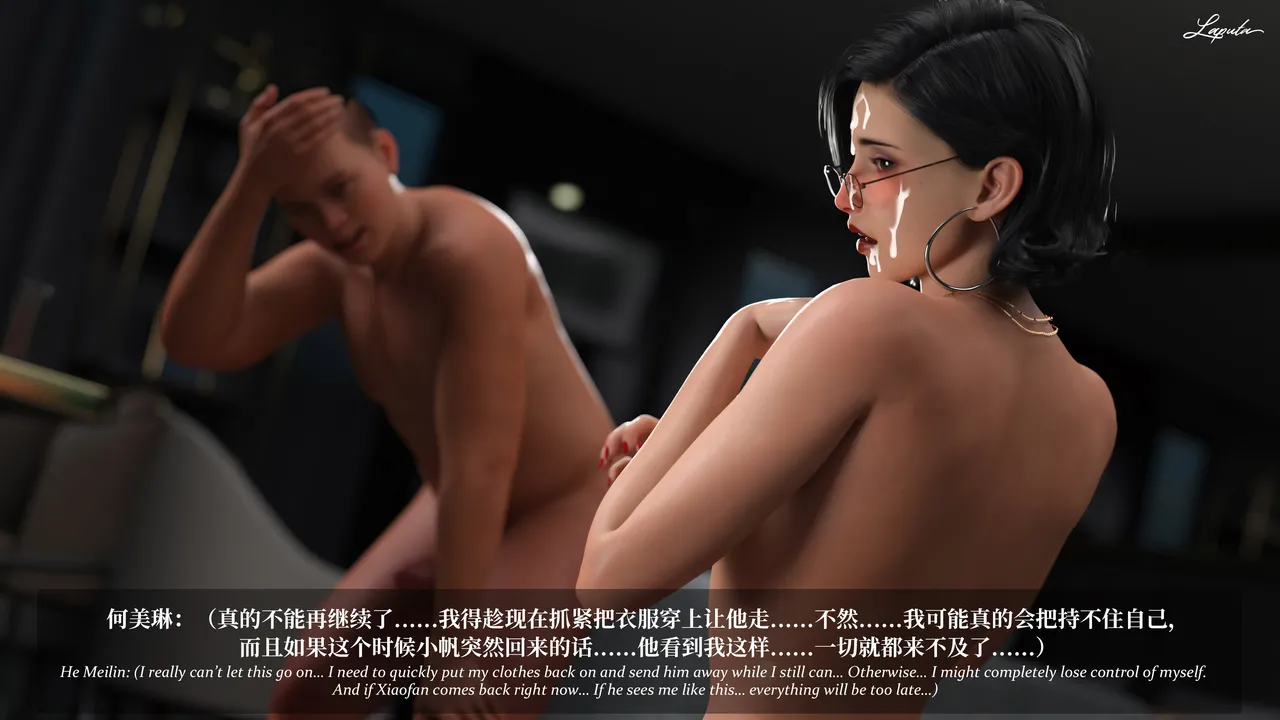 Laputa
何美琳：（真的不能再继续了……我得趁现在抓紧把衣服穿上让他走……不然……我可能真的会把持不住自己，
而且如果这个时候小帆突然回来的话……他看到我这样……一切就都来不及了……）
He Meilin: (I really can't let this go on... I need to quickly put my clothes back on and send him away while I still can... Otherwise... I might completely lose control of myself.
And if Xiaofan comes back right now... If he sees me like this... everything will be too late...)